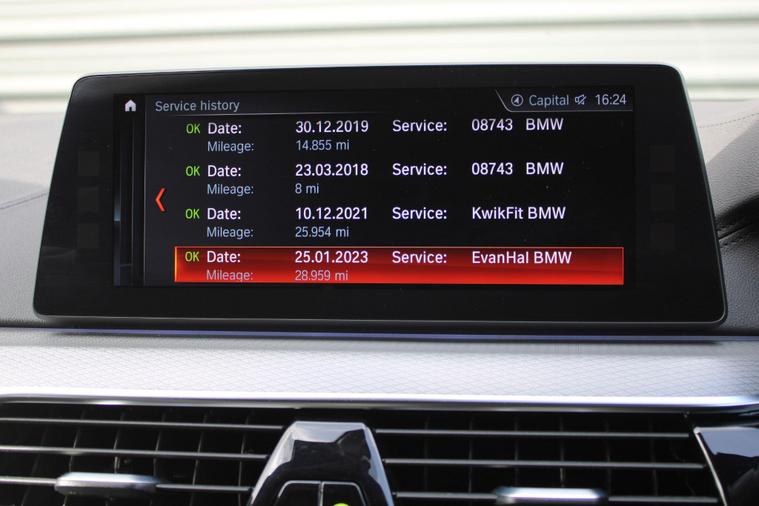 Service history Capital 16:24
OK Date: 30.12.2019 Service: 08743 BMW
Mileage: 14.855 mi
OK Date: 23.03.2018 Service: 08743 BMW
Mileage: 8 mi
OK Date: 10.12.2021 Service: KwikFit BMW
Mileage: 25.954 mi
OK Date: 25.01.2023 Service: EvanHal BMW
Mileage: 28.959 mi